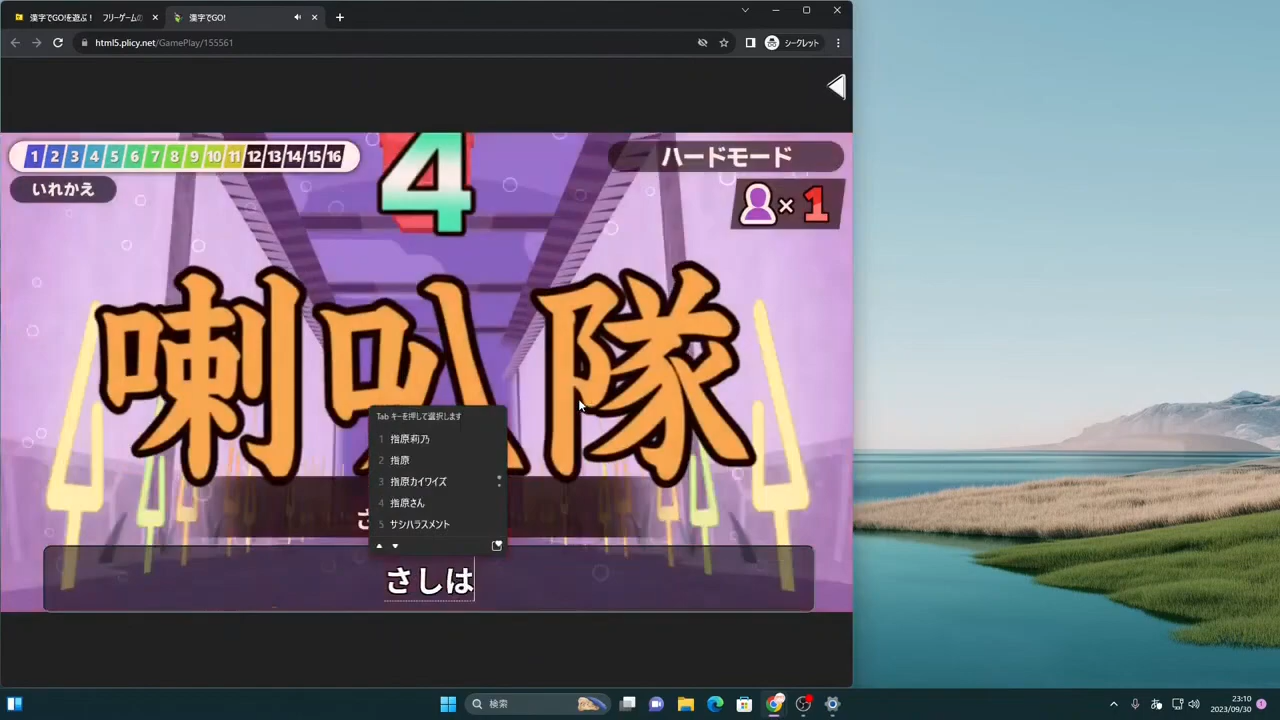 漢字でGO!を遊ぶ！ フリーゲームの
漢字でGO!
html5.plicy.net/GamePlay/155561
シークレット
1 2 3 4 5 6 7 8 9 10 11 12 13 14 15 16
4
ハードモード
いれかえ
× 1
喇叭隊
Tab キーを押して選択します
1 指原莉乃
2 指原
3 指原カイワイズ
4 指原さん
5 サシハラスメント
さ
さしは
検索
23:10
2023/09/30
1